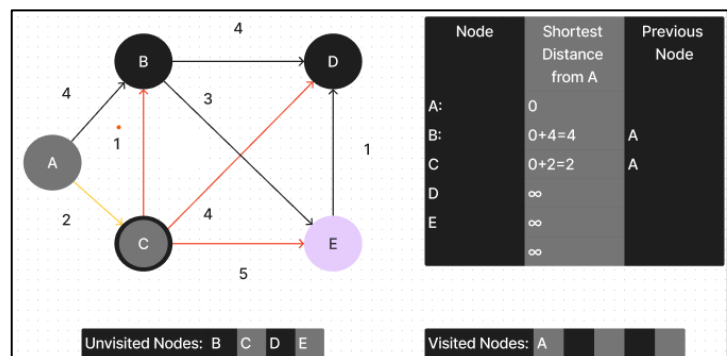 4
B
D
4
3
A
1
1
2
4
C
E
5
Node
Shortest
Distance
from A
Previous
Node
A:
0
B:
0+4=4
A
C
0+2=2
A
D
∞
E
∞
∞
Unvisited Nodes: B C D E
Visited Nodes: A